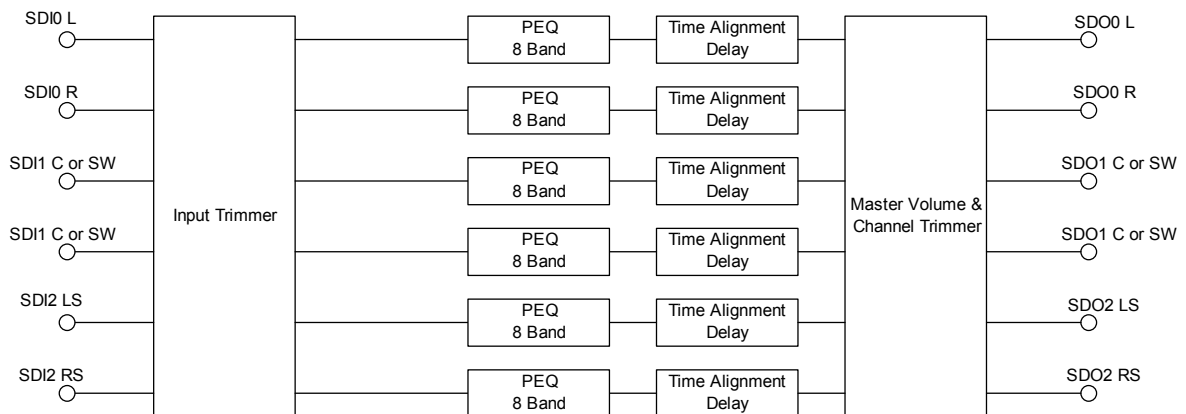 SDI0 L
PEQ
8 Band
Time Alignment
Delay
SDO0 L
SDI0 R
PEQ
8 Band
Time Alignment
Delay
SDO0 R
SDI1 C or SW
PEQ
8 Band
Time Alignment
Delay
SDO1 C or SW
Input Trimmer
Master Volume &
Channel Trimmer
SDI1 C or SW
PEQ
8 Band
Time Alignment
Delay
SDO1 C or SW
SDI2 LS
PEQ
8 Band
Time Alignment
Delay
SDO2 LS
SDI2 RS
PEQ
8 Band
Time Alignment
Delay
SDO2 RS